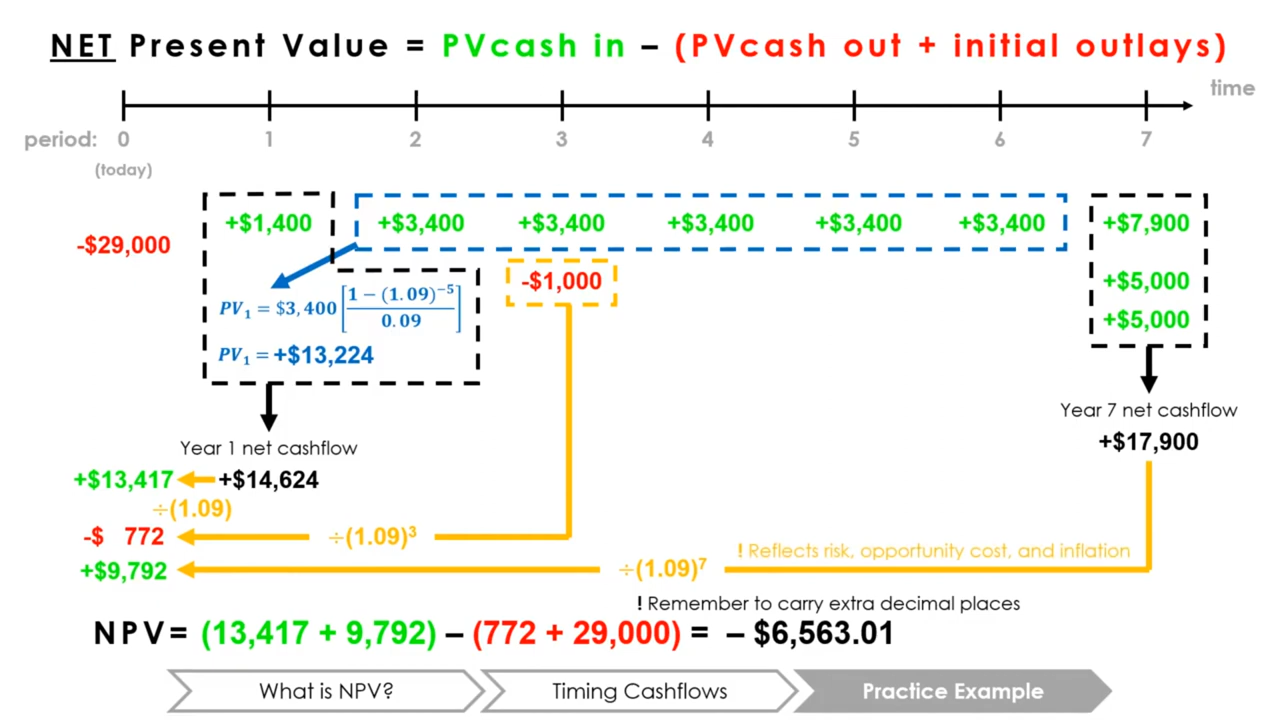 NET Present Value = PVcash in – (PVcash out + initial outlays)
time
period: 0 1 2 3 4 5 6 7
(today)
+$1,400 +$3,400 +$3,400 +$3,400 +$3,400 +$3,400 +$7,900
-$29,000
-$1,000 +$5,000
PV₁ = $3,400 [1 − (1.09)⁻⁵ / 0.09]
+$5,000
PV₁ = +$13,224
Year 7 net cashflow
+$17,900
Year 1 net cashflow
+$13,417 +$14,624
÷(1.09)
-$ 772 ÷(1.09)³
! Reflects risk, opportunity cost, and inflation
+$9,792 ÷(1.09)⁷
! Remember to carry extra decimal places
NPV= (13,417 + 9,792) – (772 + 29,000) = – $6,563.01
What is NPV? Timing Cashflows Practice Example